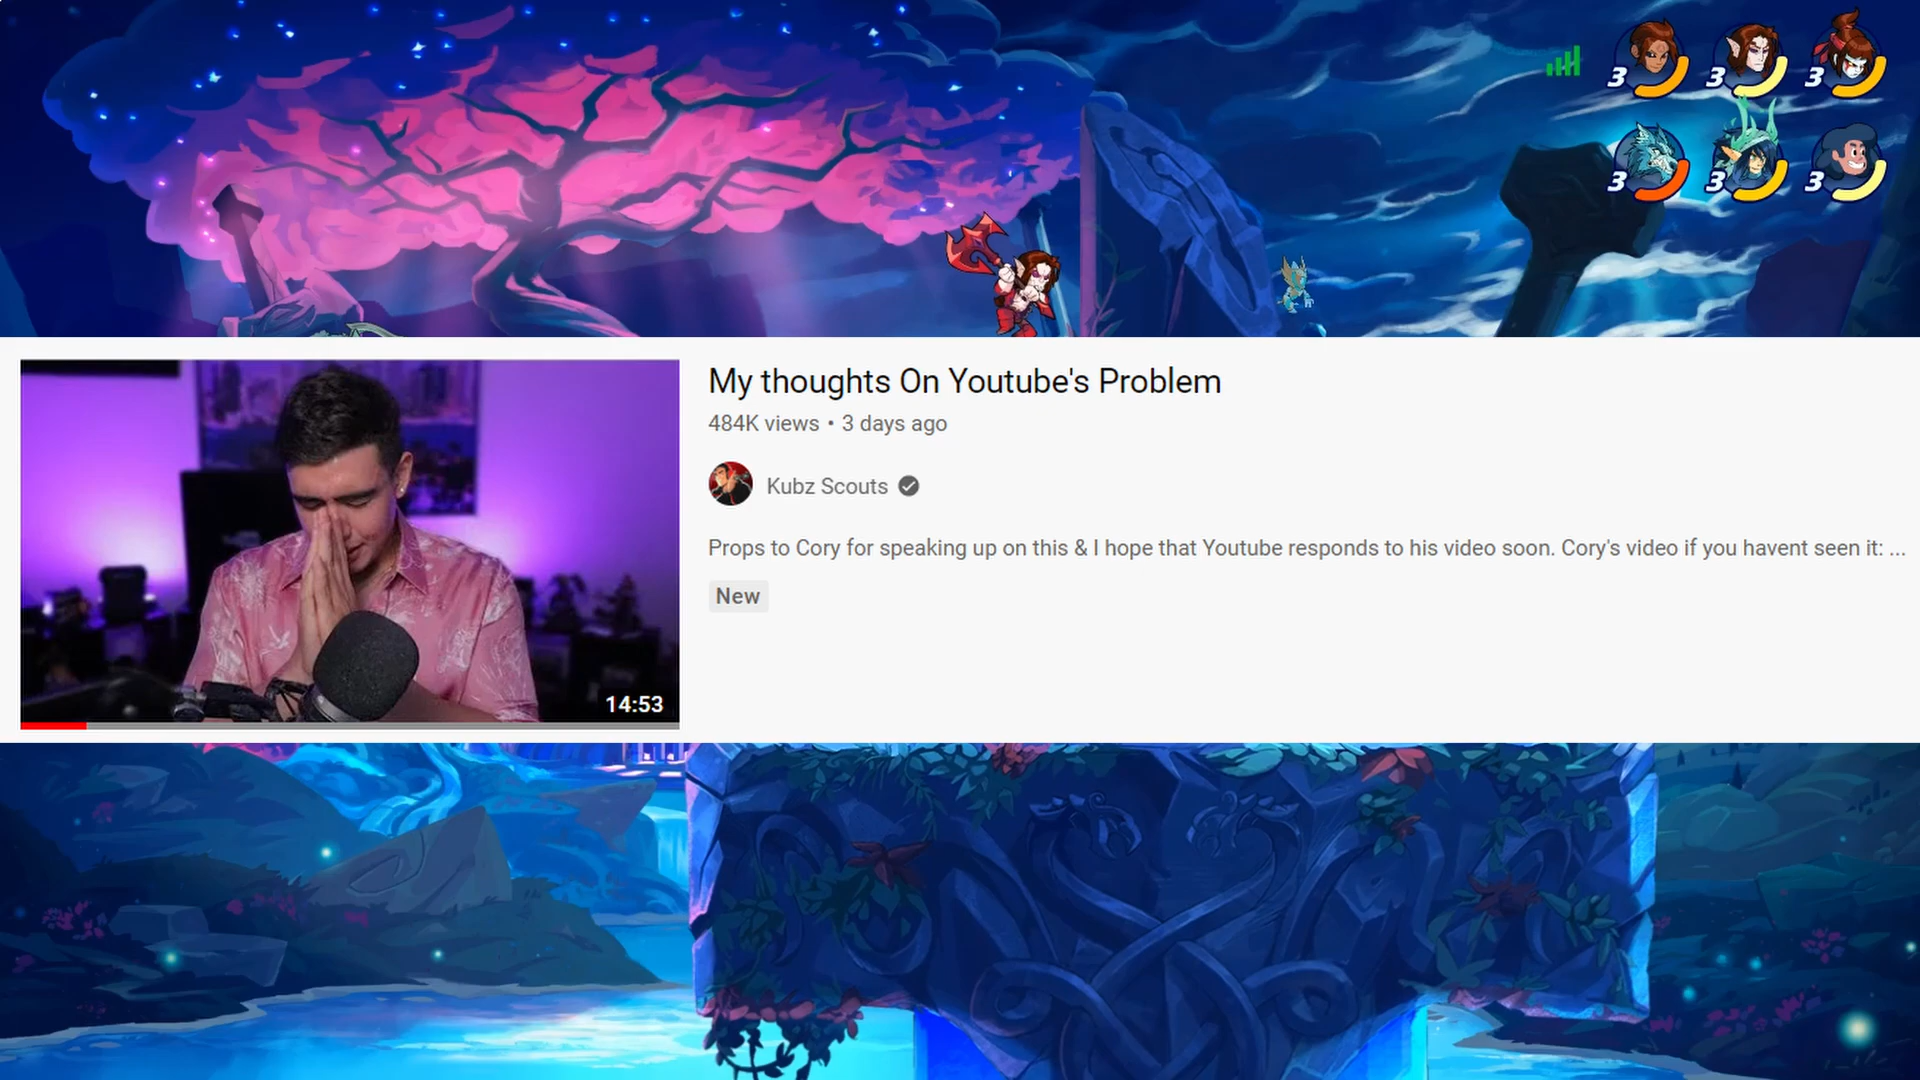 3 3 3
3 3 3
My thoughts On Youtube's Problem
484K views • 3 days ago
Kubz Scouts
Props to Cory for speaking up on this & I hope that Youtube responds to his video soon. Cory's video if you havent seen it: ...
New
14:53